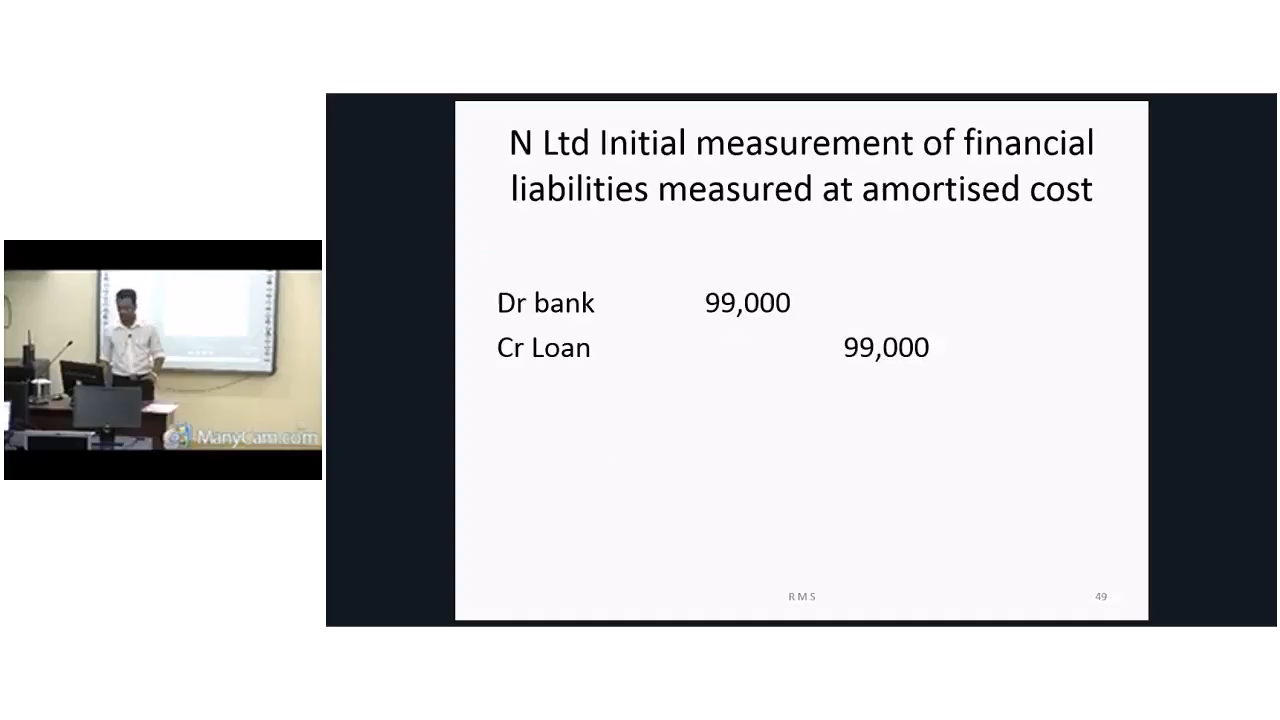 N Ltd Initial measurement of financial
liabilities measured at amortised cost
Dr bank 99,000
Cr Loan 99,000
RMS 49
ManyCam.com